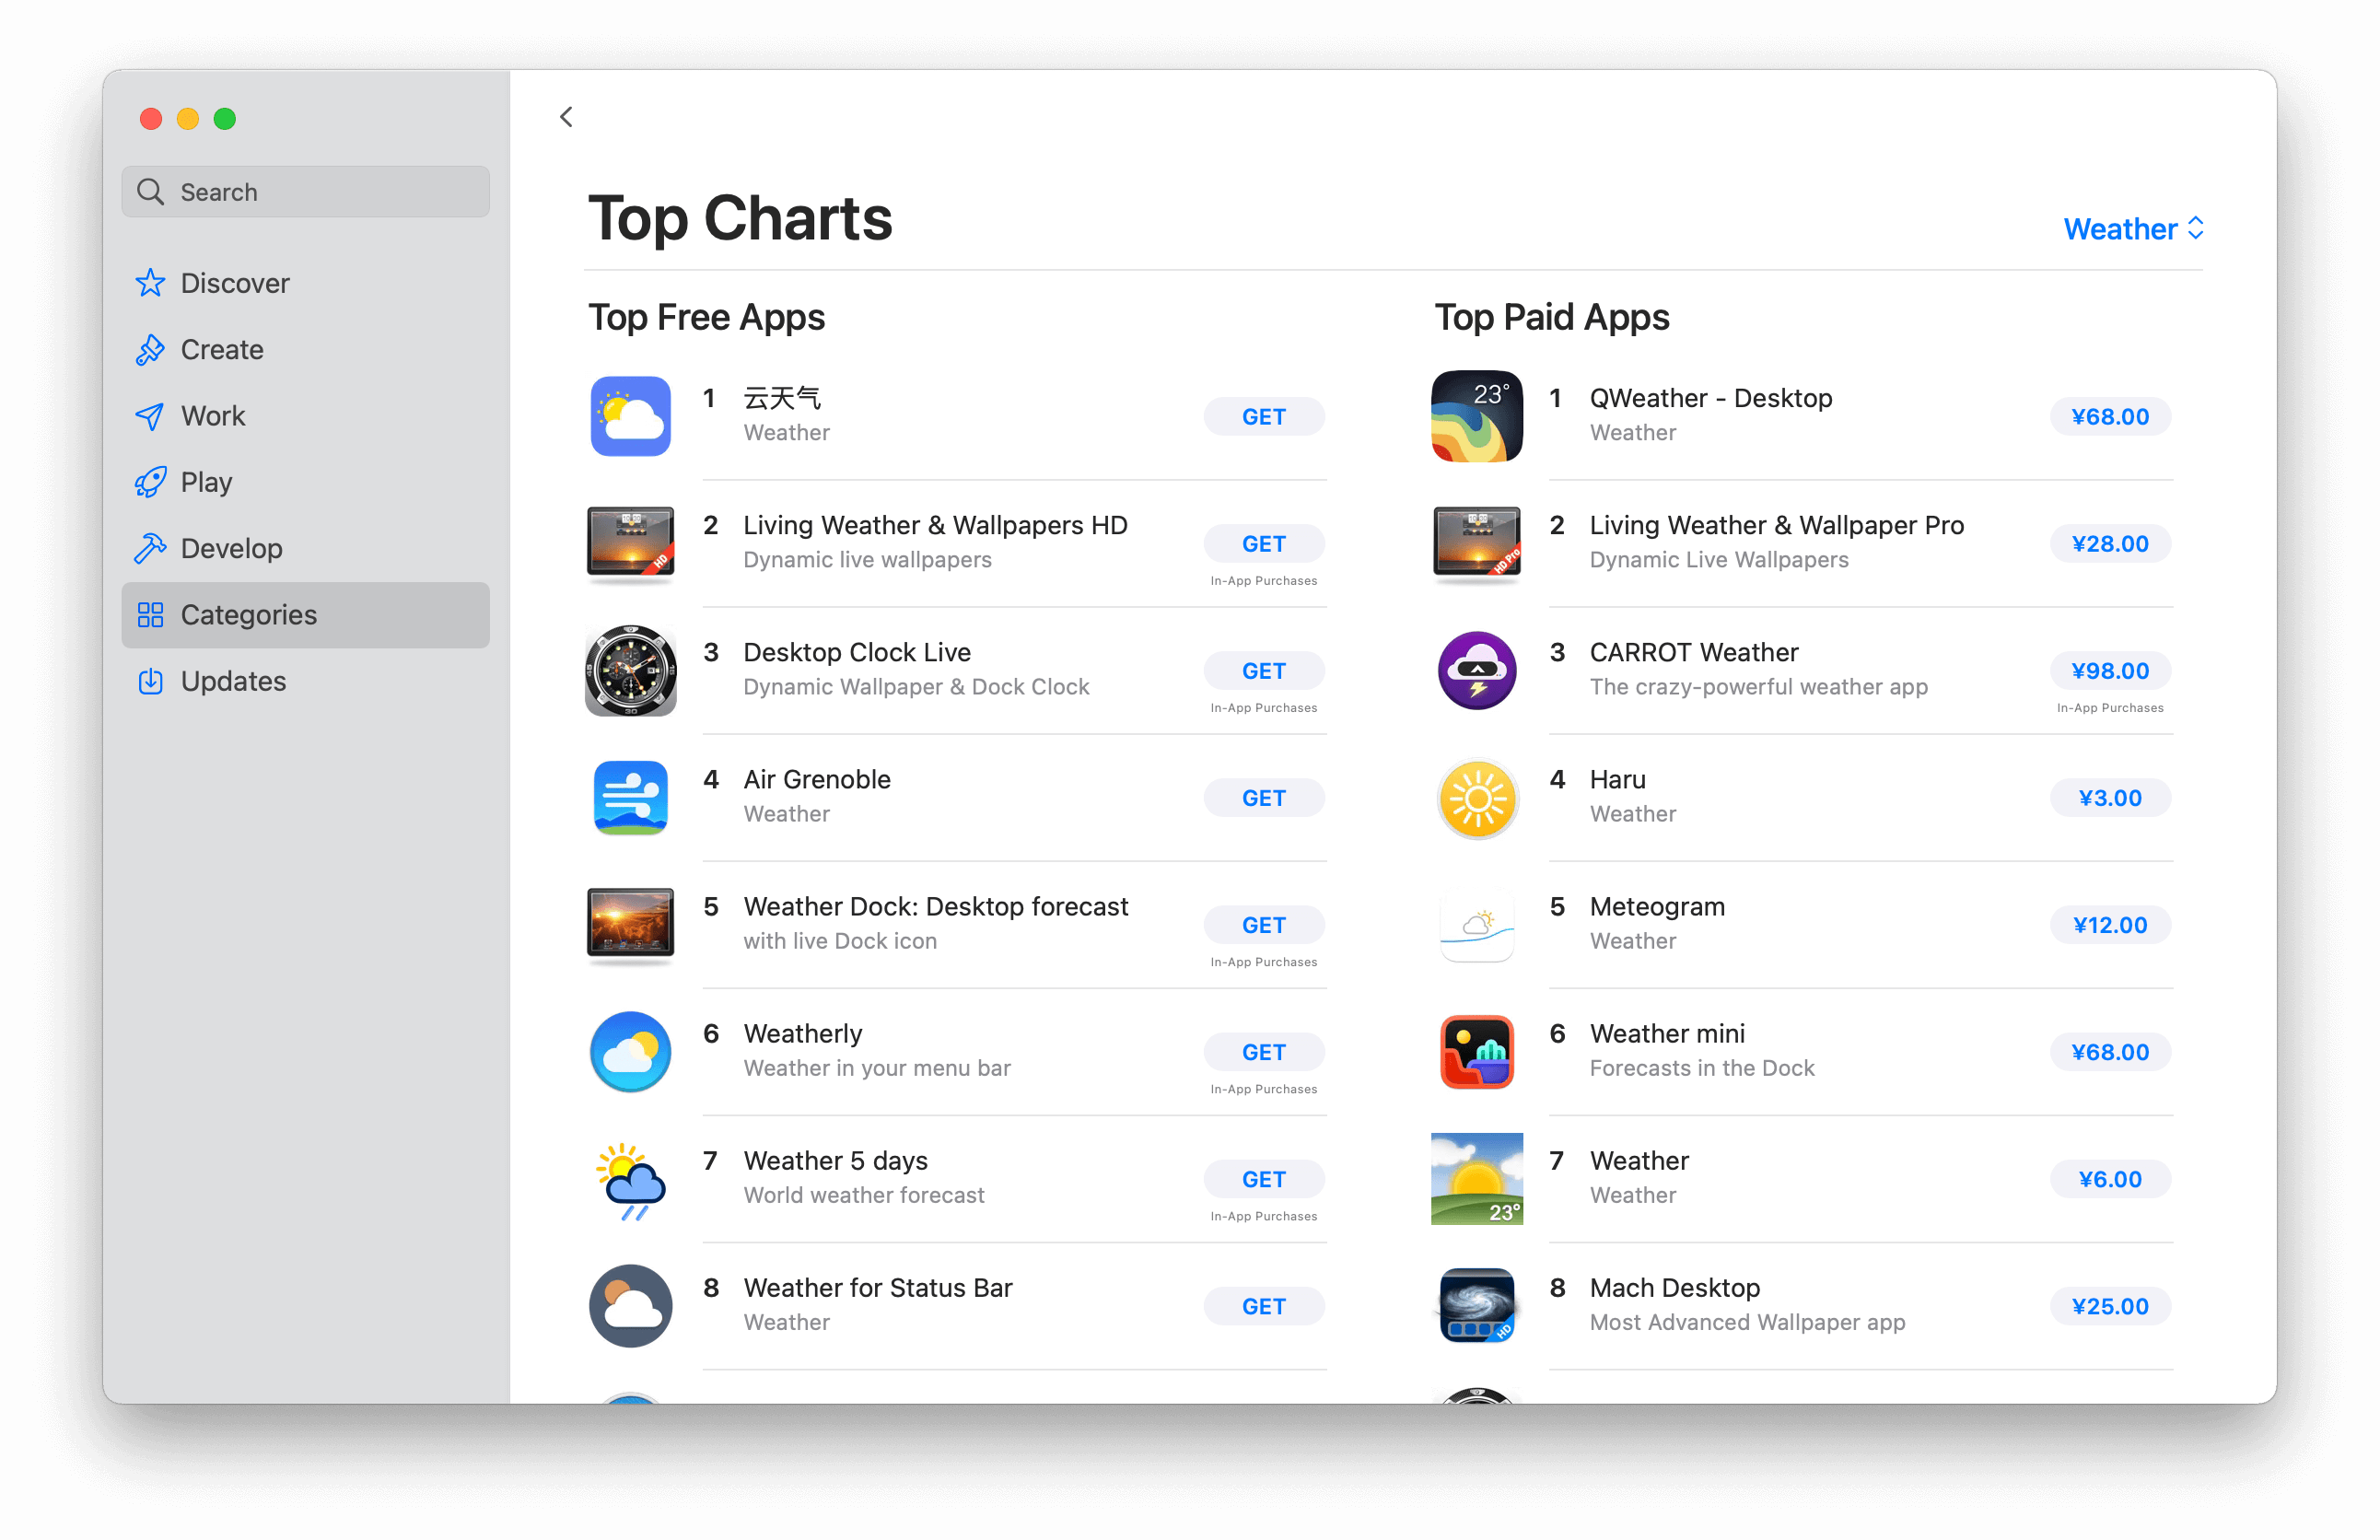 Search
Discover
Create
Work
Play
Develop
Categories
Updates
Top Charts
Weather
Top Free Apps
1 云天气
Weather
GET
2 Living Weather & Wallpapers HD
Dynamic live wallpapers
GET
In-App Purchases
HD
3 Desktop Clock Live
Dynamic Wallpaper & Dock Clock
GET
In-App Purchases
30
4 Air Grenoble
Weather
GET
5 Weather Dock: Desktop forecast
with live Dock icon
GET
In-App Purchases
6 Weatherly
Weather in your menu bar
GET
In-App Purchases
7 Weather 5 days
World weather forecast
GET
In-App Purchases
8 Weather for Status Bar
Weather
GET
Top Paid Apps
23°
1 QWeather - Desktop
Weather
¥68.00
2 Living Weather & Wallpaper Pro
Dynamic Live Wallpapers
¥28.00
HD Pro
3 CARROT Weather
The crazy-powerful weather app
¥98.00
In-App Purchases
4 Haru
Weather
¥3.00
5 Meteogram
Weather
¥12.00
6 Weather mini
Forecasts in the Dock
¥68.00
7 Weather
Weather
¥6.00
23°
8 Mach Desktop
Most Advanced Wallpaper app
¥25.00
HD